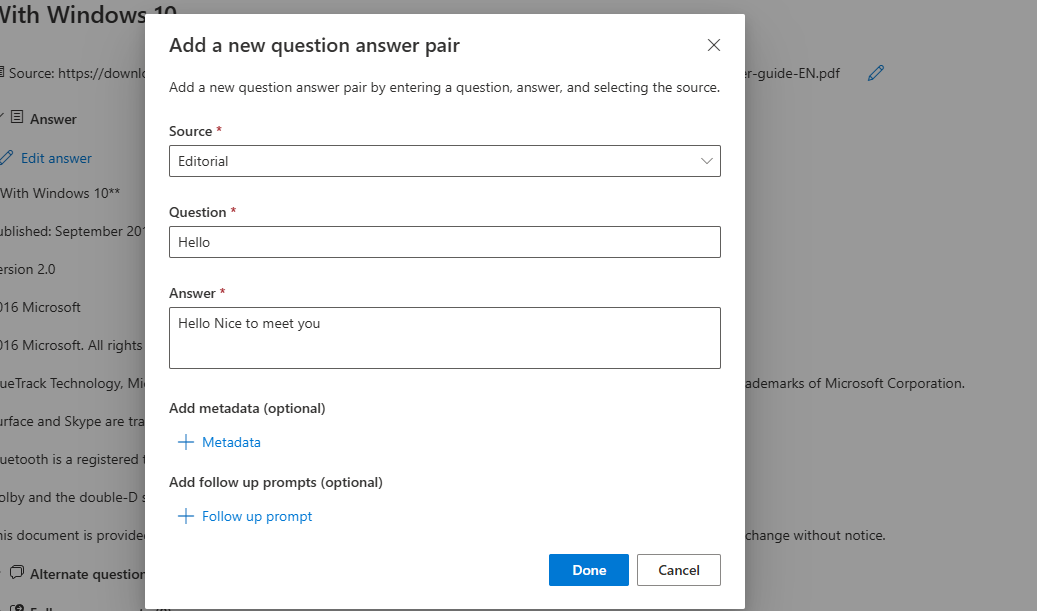 With Windows 10
Add a new question answer pair
Source: https://downlo
r-guide-EN.pdf
Add a new question answer pair by entering a question, answer, and selecting the source.
Answer
Source *
Edit answer
Editorial
With Windows 10**
Question *
ublished: September 201
Hello
ersion 2.0
Answer *
016 Microsoft
Hello Nice to meet you
016 Microsoft. All rights
ueTrack Technology, Mi
ademarks of Microsoft Corporation.
Add metadata (optional)
urface and Skype are tra
Metadata
uetooth is a registered t
Add follow up prompts (optional)
olby and the double-D s
Follow up prompt
his document is provide
change without notice.
Alternate question
Done
Cancel